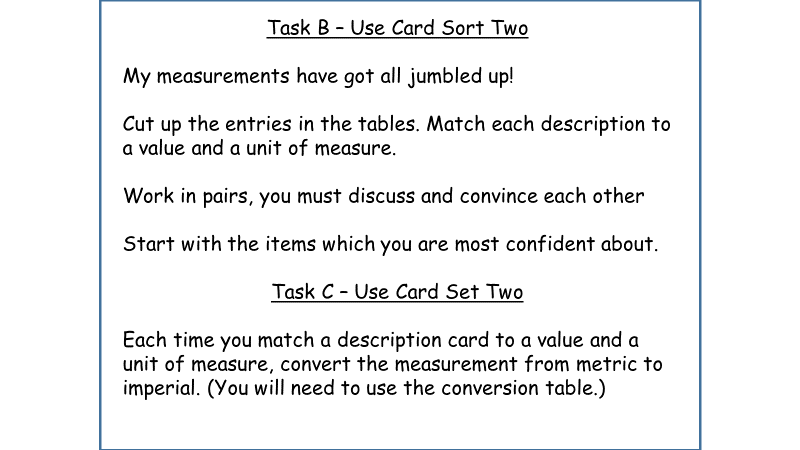 Task B – Use Card Sort Two
My measurements have got all jumbled up!
Cut up the entries in the tables. Match each description to
a value and a unit of measure.
Work in pairs, you must discuss and convince each other
Start with the items which you are most confident about.
Task C – Use Card Set Two
Each time you match a description card to a value and a
unit of measure, convert the measurement from metric to
imperial. (You will need to use the conversion table.)